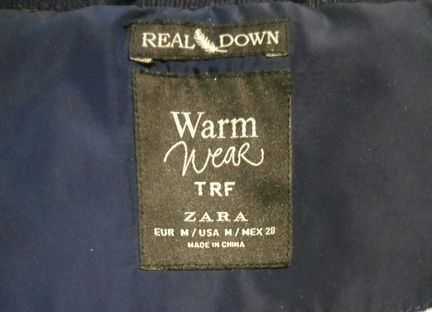 REAL DOWN
Warm
Wear
TRF
ZARA
EUR M / USA M / MEX 28
MADE IN CHINA